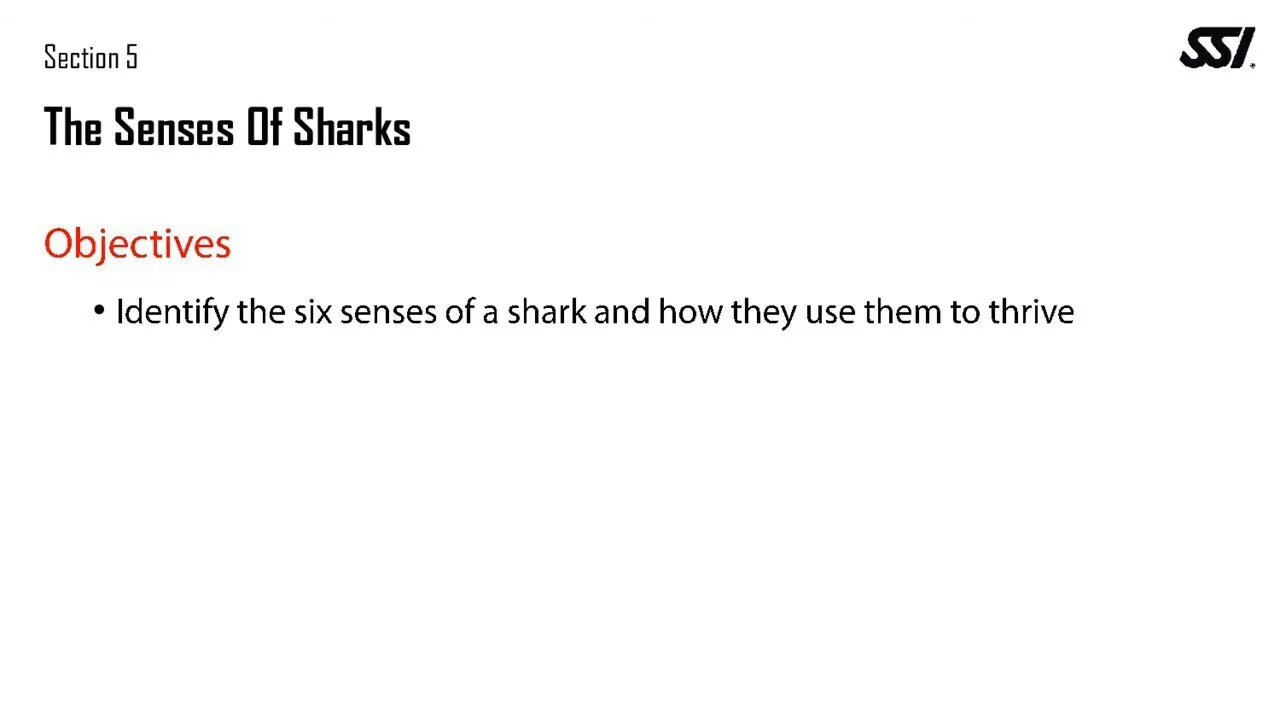 Section 5
SSI
The Senses Of Sharks
Objectives
• Identify the six senses of a shark and how they use them to thrive